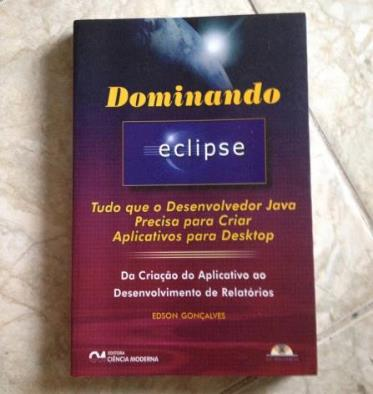 Dominando
eclipse
Tudo que o Desenvolvedor Java
Precisa para Criar
Aplicativos para Desktop
Da Criação do Aplicativo ao
Desenvolvimento de Relatórios
EDSON GONÇALVES
EDITORA
CIÊNCIA MODERNA